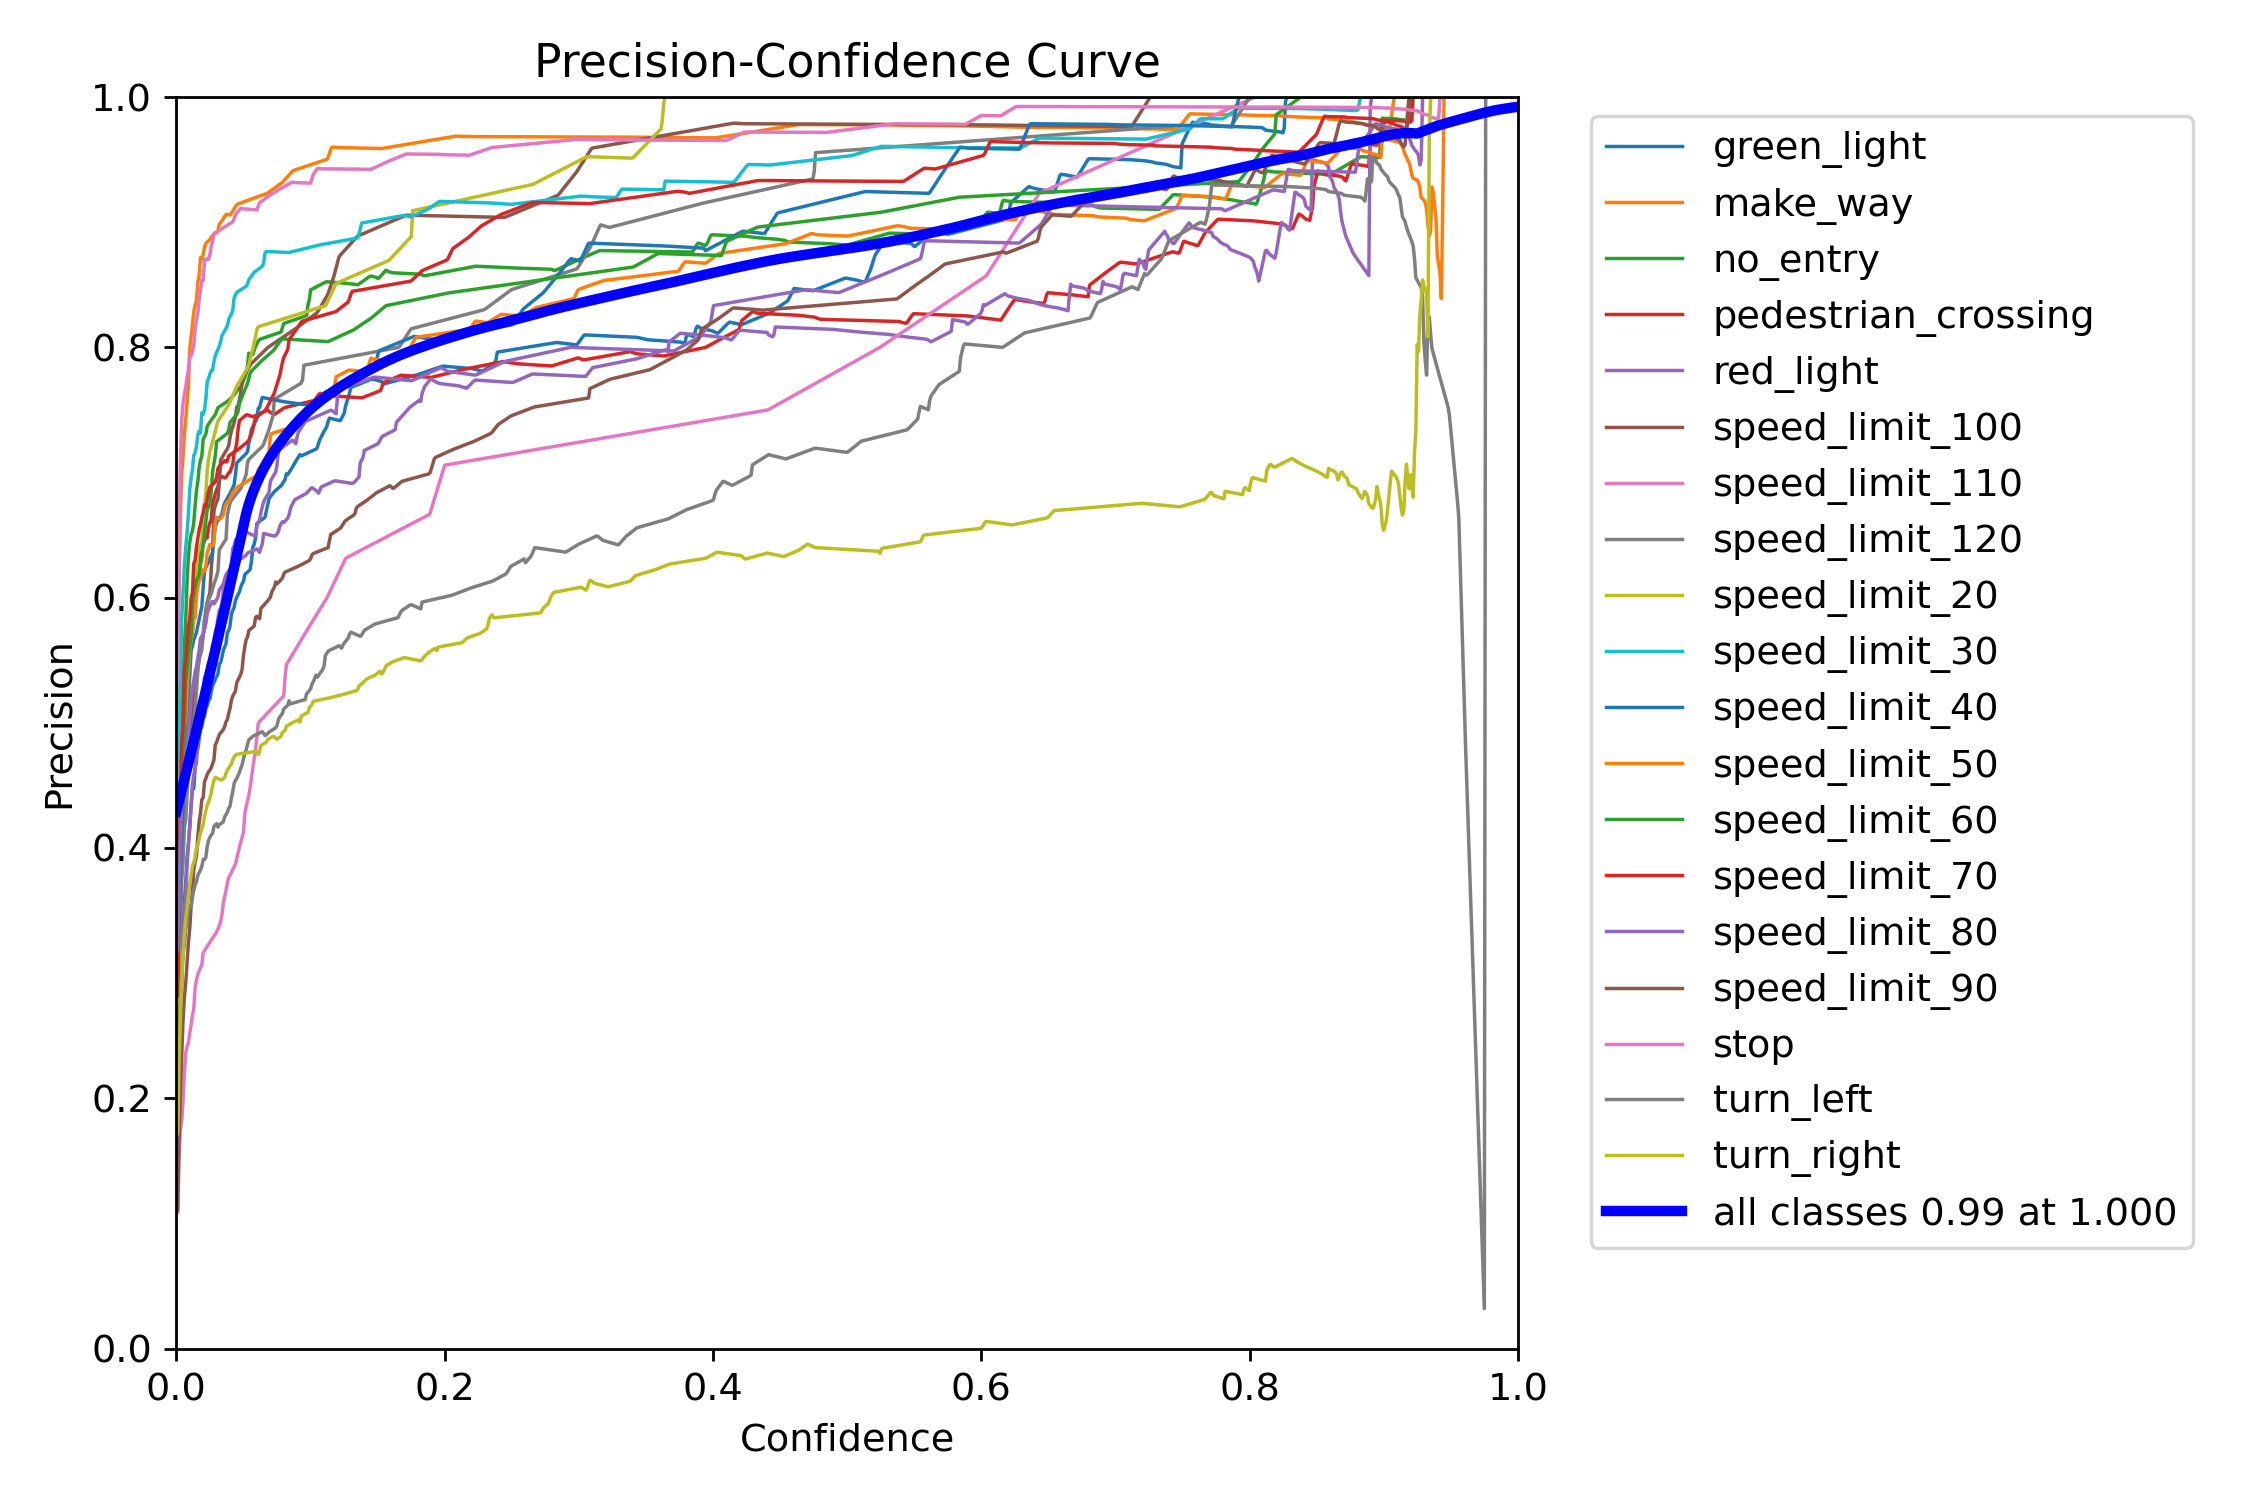 Precision-Confidence Curve
1.0
0.8
0.6
0.4
0.2
0.0
Precision
0.0 0.2 0.4 0.6 0.8 1.0
Confidence
green_light
make_way
no_entry
pedestrian_crossing
red_light
speed_limit_100
speed_limit_110
speed_limit_120
speed_limit_20
speed_limit_30
speed_limit_40
speed_limit_50
speed_limit_60
speed_limit_70
speed_limit_80
speed_limit_90
stop
turn_left
turn_right
all classes 0.99 at 1.000